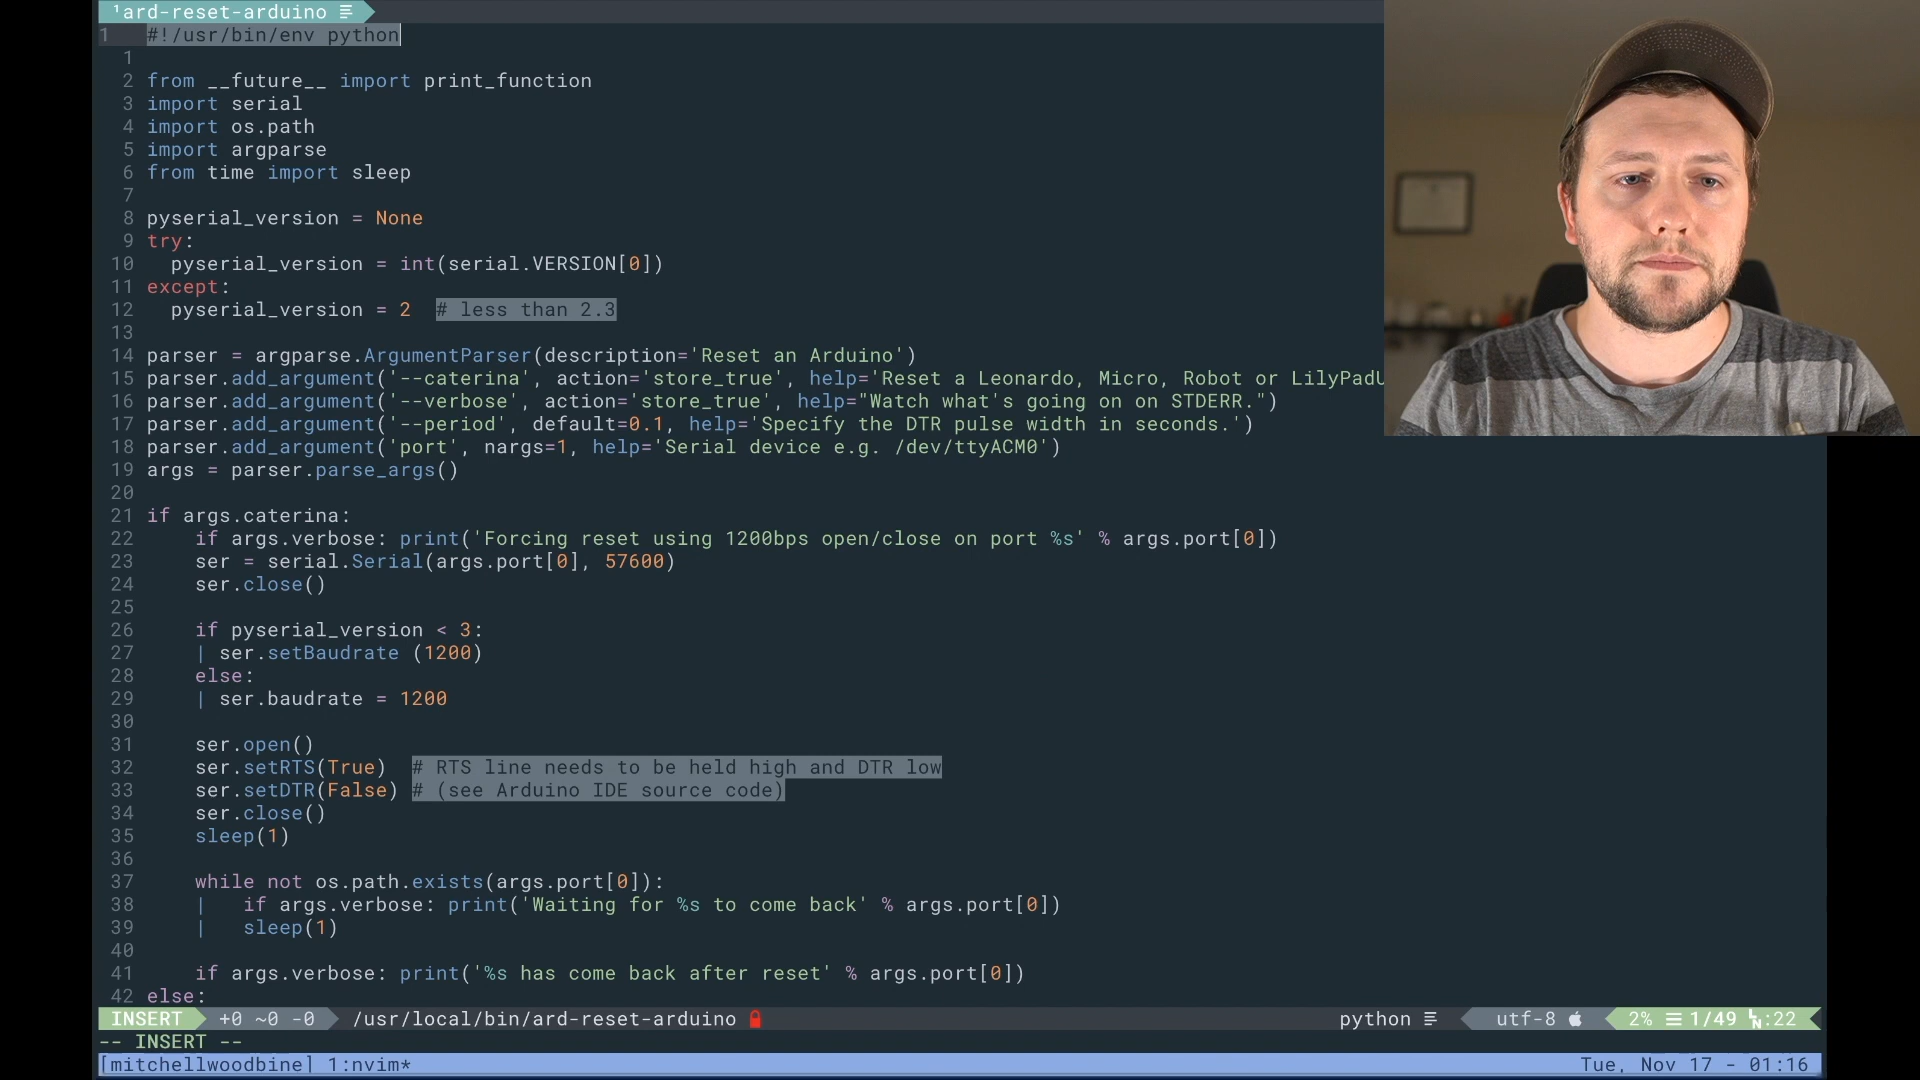 ¹ard-reset-arduino
1 #!/usr/bin/env python
1
2 from __future__ import print_function
3 import serial
4 import os.path
5 import argparse
6 from time import sleep
7
8 pyserial_version = None
9 try:
10 pyserial_version = int(serial.VERSION[0])
11 except:
12 pyserial_version = 2 # less than 2.3
13
14 parser = argparse.ArgumentParser(description='Reset an Arduino')
15 parser.add_argument('--caterina', action='store_true', help='Reset a Leonardo, Micro, Robot or LilyPadU
16 parser.add_argument('--verbose', action='store_true', help="Watch what's going on on STDERR.")
17 parser.add_argument('--period', default=0.1, help='Specify the DTR pulse width in seconds.')
18 parser.add_argument('port', nargs=1, help='Serial device e.g. /dev/ttyACM0')
19 args = parser.parse_args()
20
21 if args.caterina:
22 if args.verbose: print('Forcing reset using 1200bps open/close on port %s' % args.port[0])
23 ser = serial.Serial(args.port[0], 57600)
24 ser.close()
25
26 if pyserial_version < 3:
27 | ser.setBaudrate (1200)
28 else:
29 | ser.baudrate = 1200
30
31 ser.open()
32 ser.setRTS(True) # RTS line needs to be held high and DTR low
33 ser.setDTR(False) # (see Arduino IDE source code)
34 ser.close()
35 sleep(1)
36
37 while not os.path.exists(args.port[0]):
38 | if args.verbose: print('Waiting for %s to come back' % args.port[0])
39 | sleep(1)
40
41 if args.verbose: print('%s has come back after reset' % args.port[0])
42 else:
INSERT +0 ~0 -0 /usr/local/bin/ard-reset-arduino python utf-8 2% 1/49 :22
-- INSERT --
[mitchellwoodbine] 1:nvim* Tue, Nov 17 - 01:16